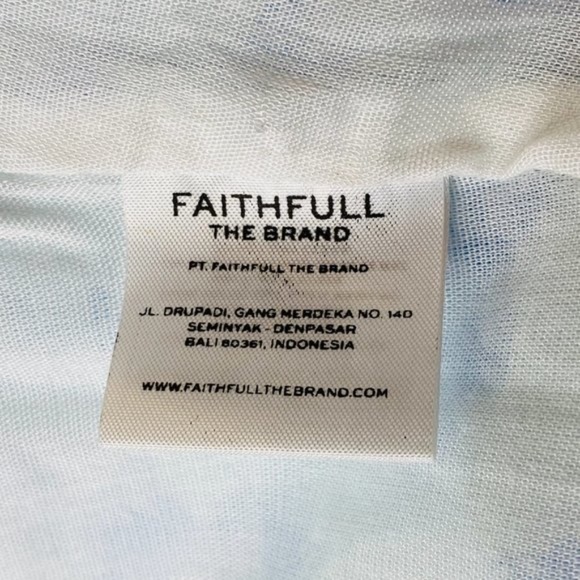 FAITHFULL
THE BRAND
PT. FAITHFULL THE BRAND
JL. DRUPADI, GANG MERDEKA NO. 14D
SEMINYAK - DENPASAR
BALI 80361, INDONESIA
WWW.FAITHFULLTHEBRAND.COM